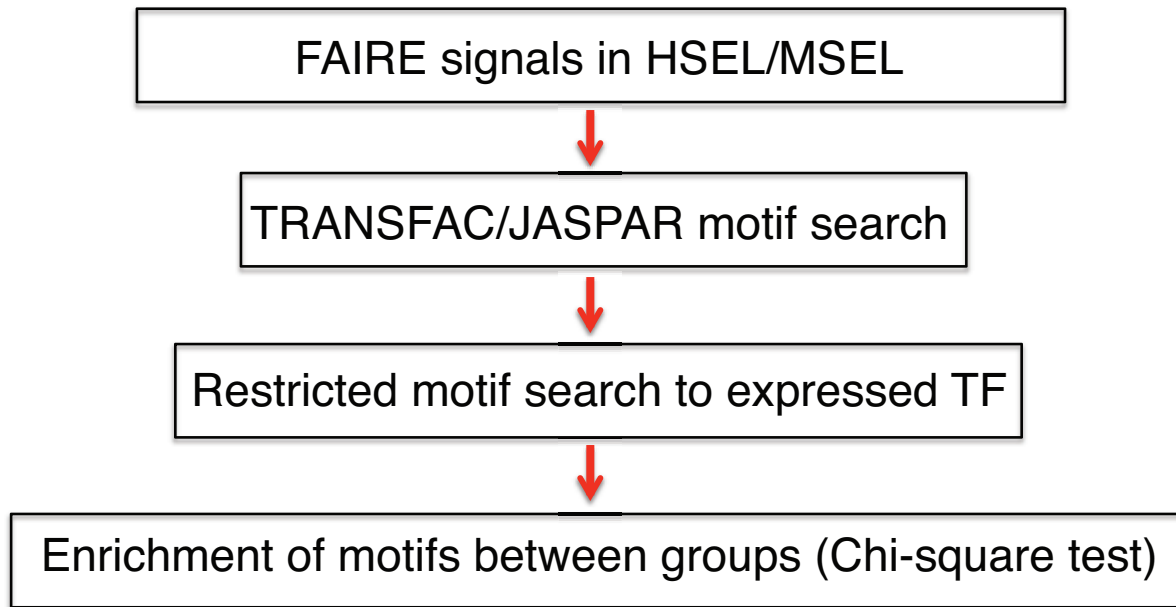 FAIRE signals in HSEL/MSEL
TRANSFAC/JASPAR motif search
Restricted motif search to expressed TF
Enrichment of motifs between groups (Chi-square test)